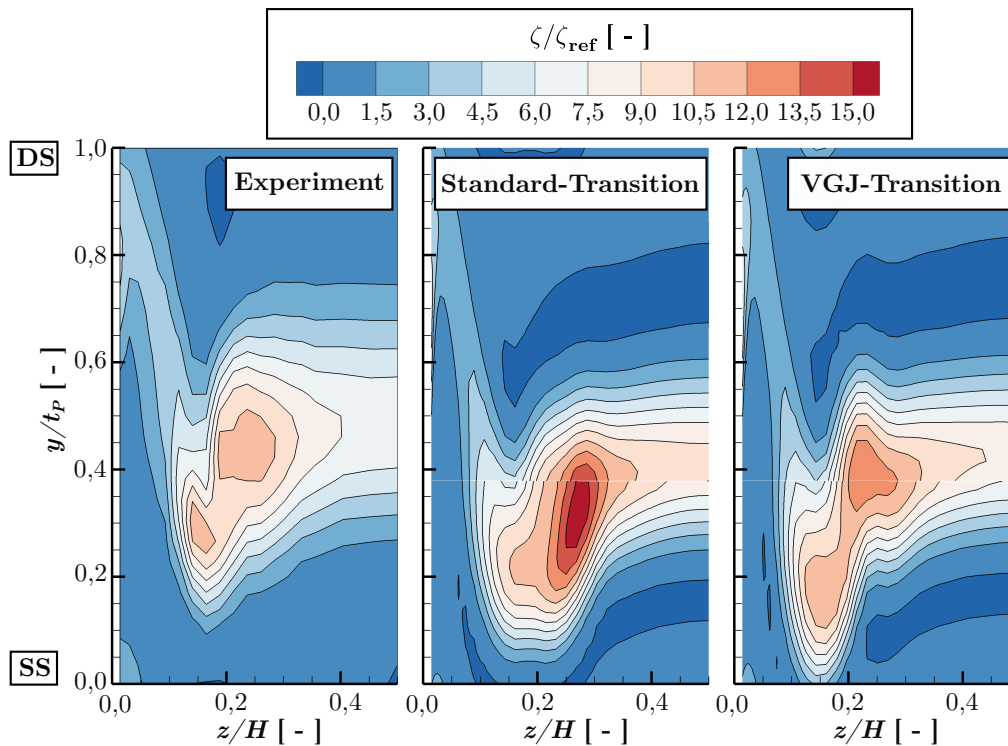 ζ/ζref [ - ]
0,0 1,5 3,0 4,5 6,0 7,5 9,0 10,5 12,0 13,5 15,0
DS
SS
y/tP [ - ]
1,0
0,8
0,6
0,4
0,2
0,0
Experiment
Standard-Transition
VGJ-Transition
0,0 0,2 0,4
z/H [ - ]
0,0 0,2 0,4
z/H [ - ]
0,0 0,2 0,4
z/H [ - ]